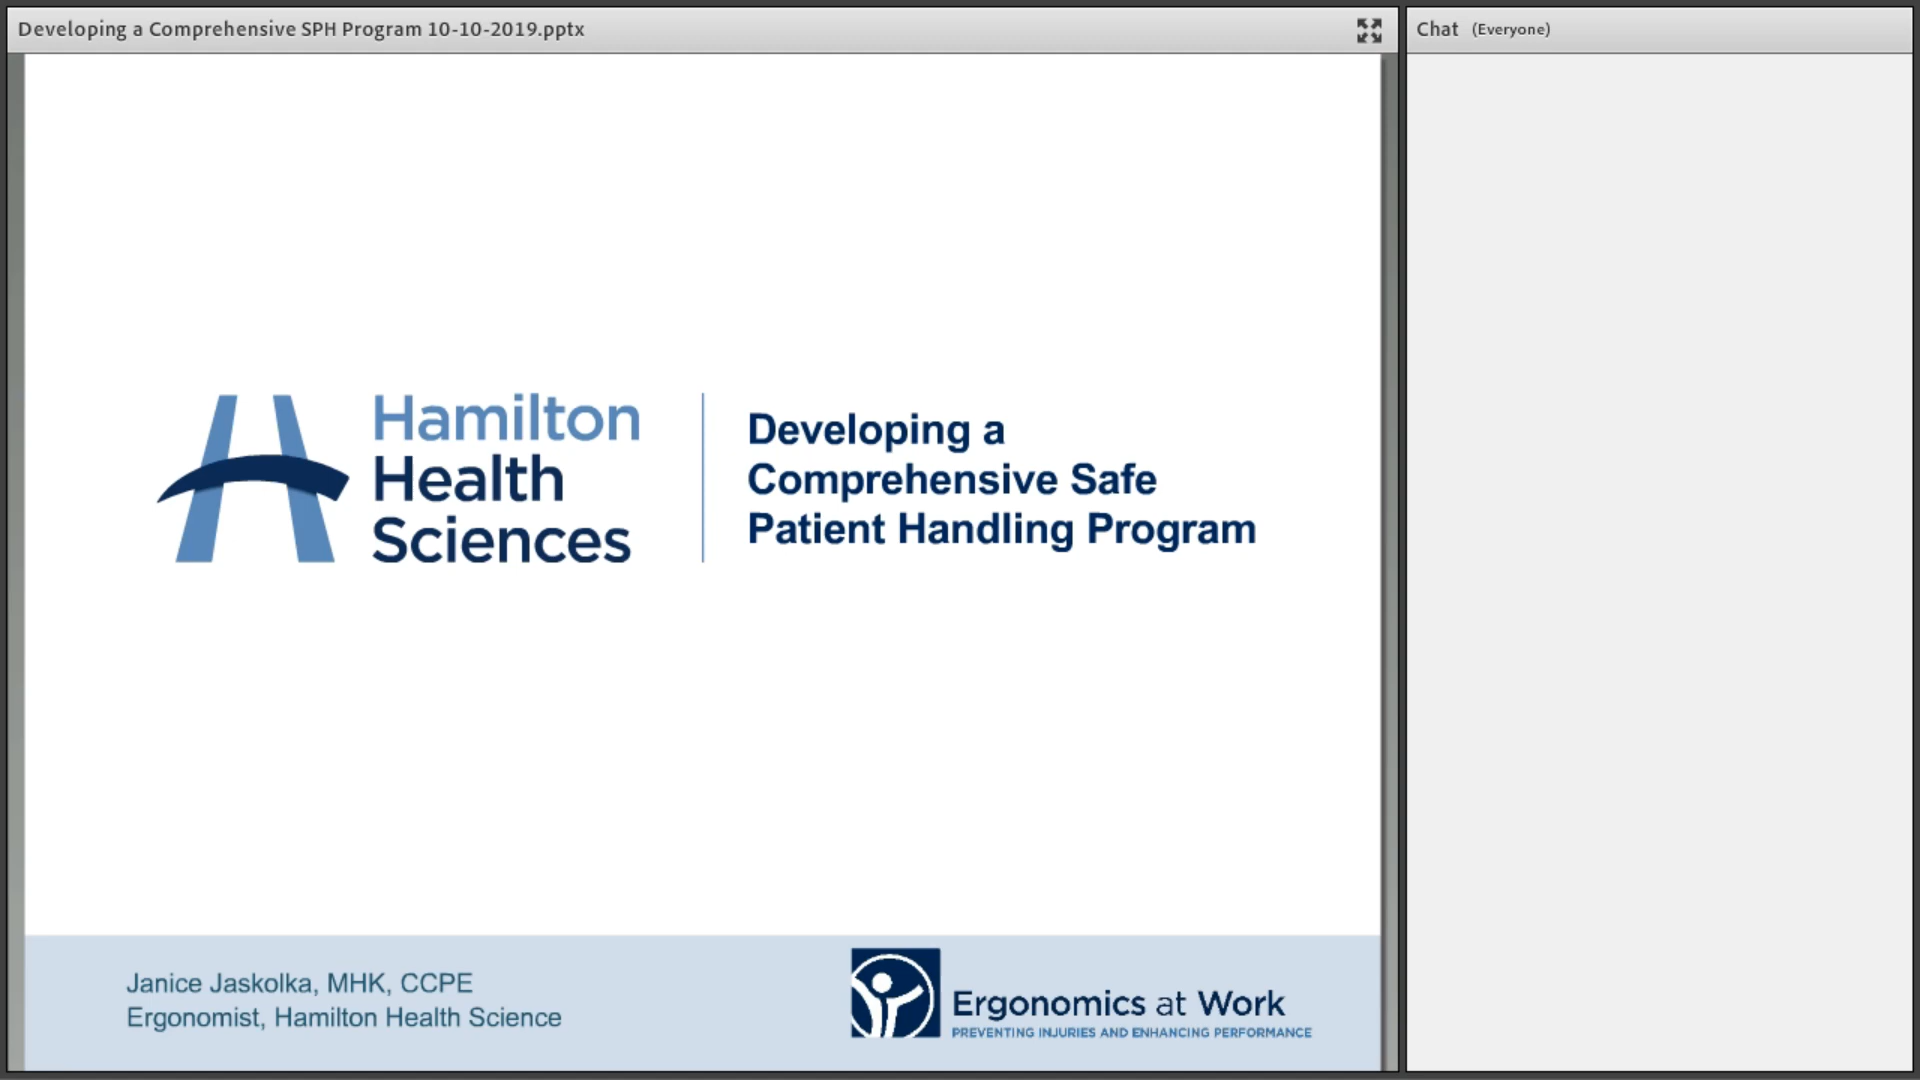 Developing a Comprehensive SPH Program 10-10-2019.pptx
Chat (Everyone)
Hamilton
Health
Sciences
Developing a
Comprehensive Safe
Patient Handling Program
Janice Jaskolka, MHK, CCPE
Ergonomist, Hamilton Health Science
Ergonomics at Work
PREVENTING INJURIES AND ENHANCING PERFORMANCE